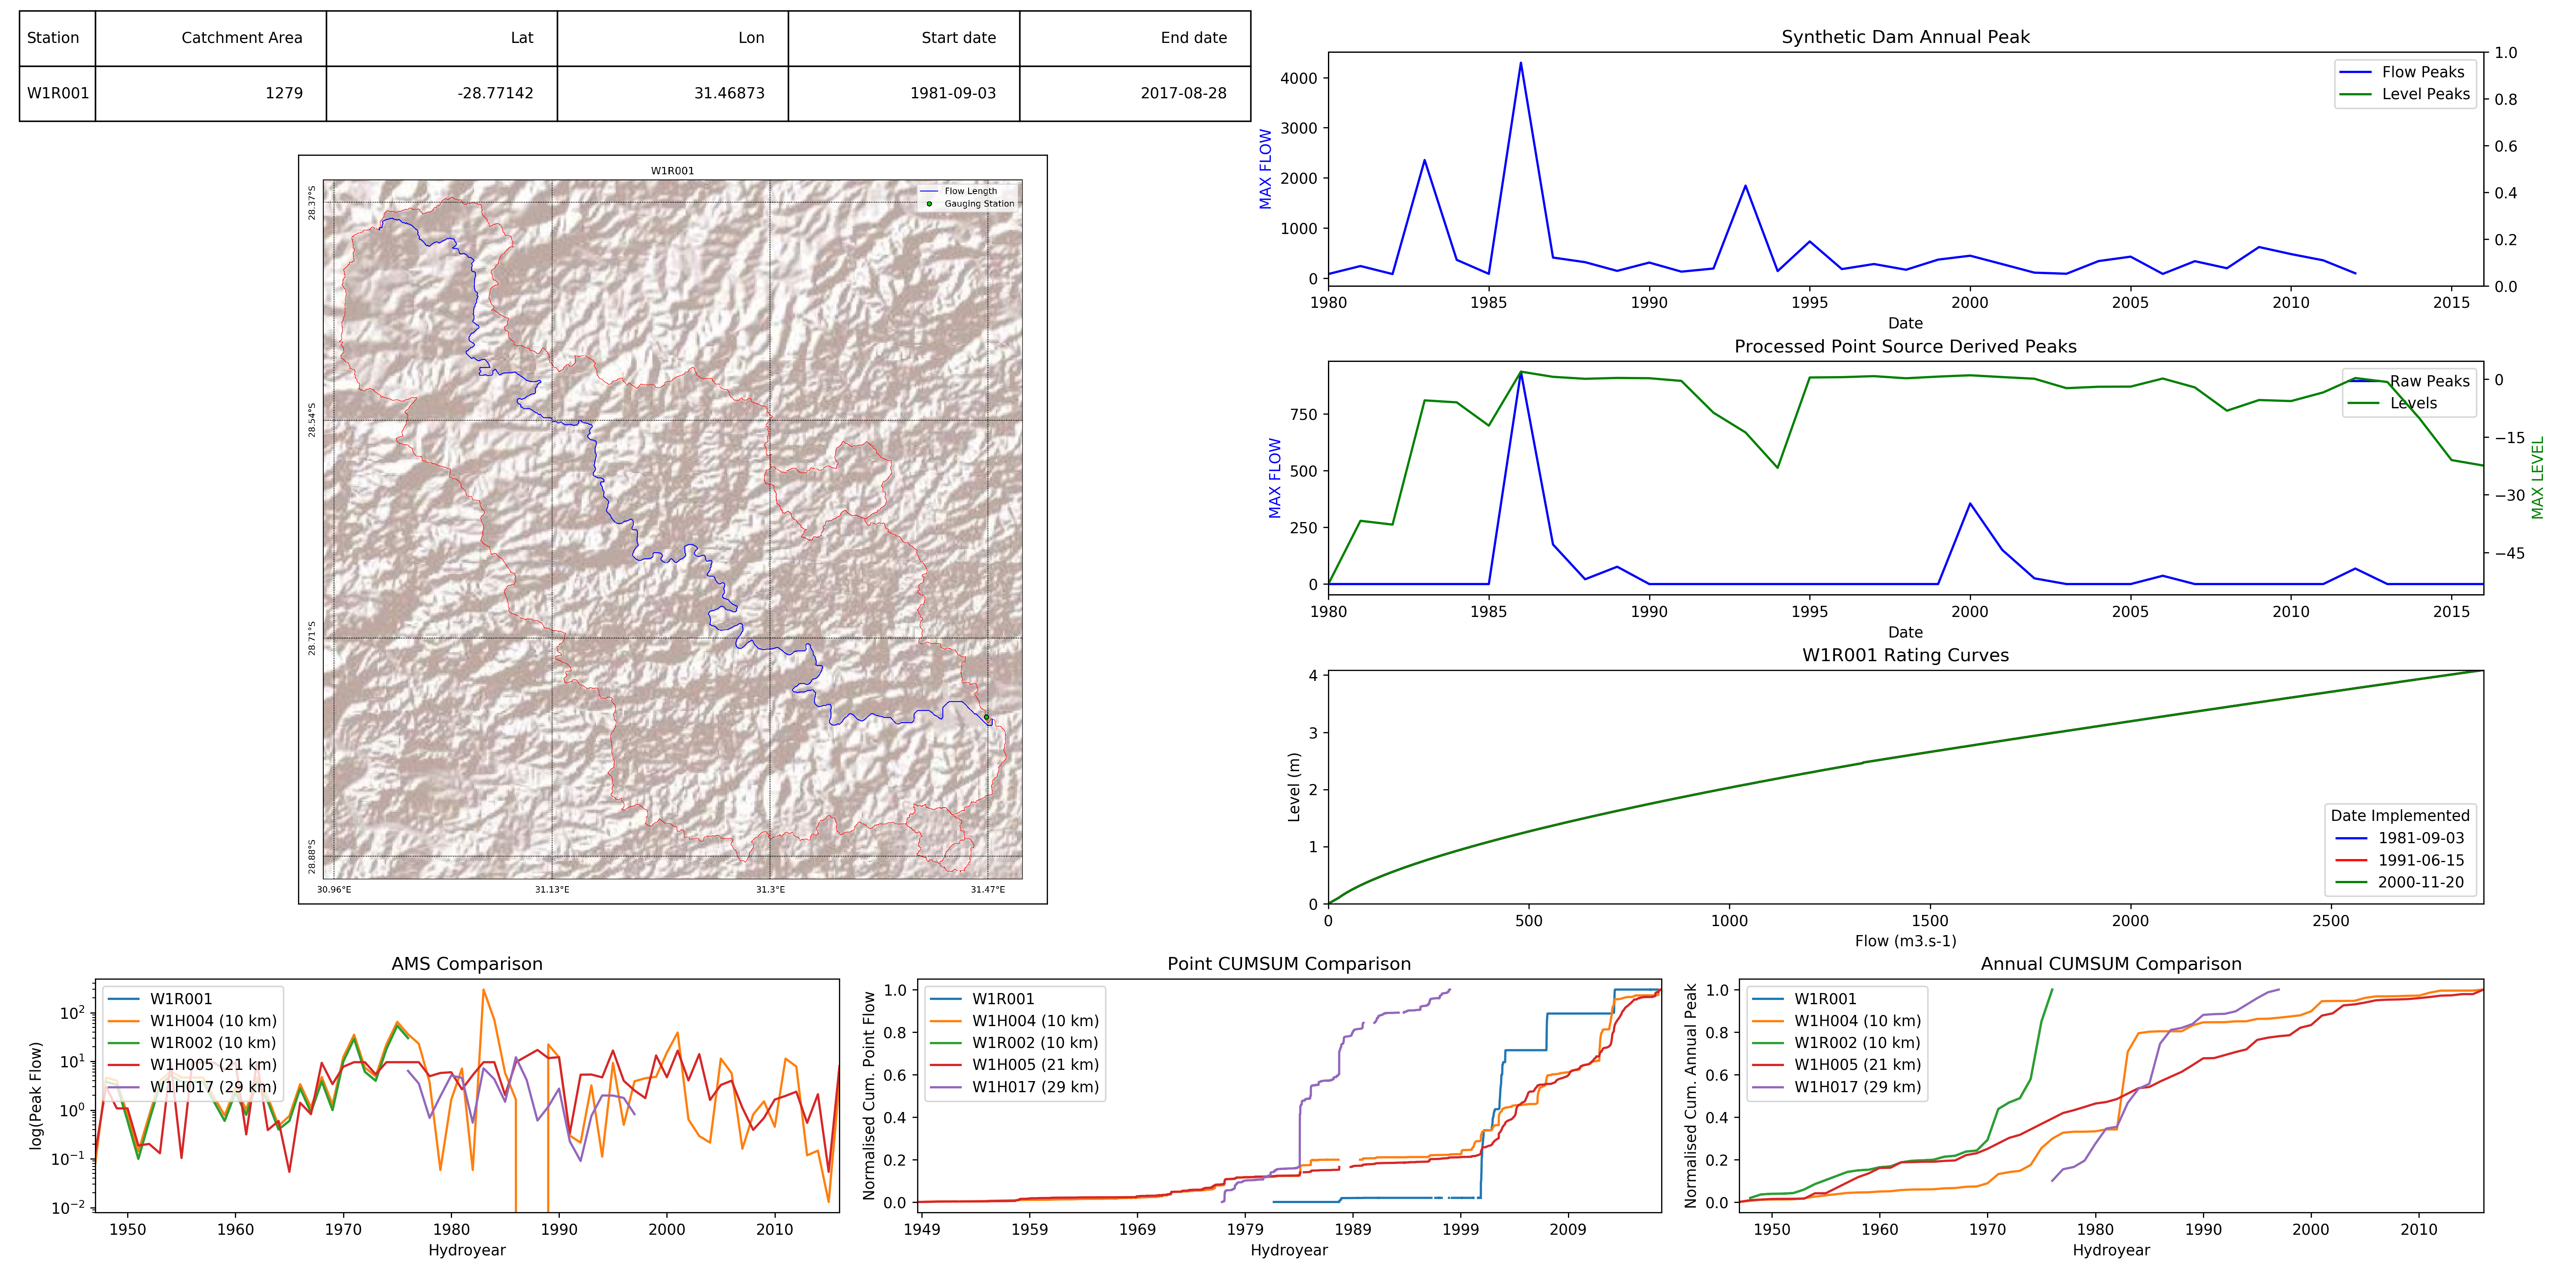 Station Catchment Area Lat Lon Start date End date
W1R001 1279 -28.77142 31.46873 1981-09-03 2017-08-28
W1R001
Flow Length
Gauging Station
28.37°S
28.54°S
28.71°S
28.88°S
30.96°E 31.13°E 31.3°E 31.47°E
Synthetic Dam Annual Peak
MAX FLOW
4000
3000
2000
1000
0
1.0
0.8
0.6
0.4
0.2
0.0
Flow Peaks
Level Peaks
1980 1985 1990 1995 2000 2005 2010 2015
Date
Processed Point Source Derived Peaks
MAX FLOW
750
500
250
0
0
−15
−30
−45
MAX LEVEL
Raw Peaks
Levels
1980 1985 1990 1995 2000 2005 2010 2015
Date
W1R001 Rating Curves
Level (m)
4
3
2
1
0
Date Implemented
1981-09-03
1991-06-15
2000-11-20
0 500 1000 1500 2000 2500
Flow (m3.s-1)
AMS Comparison
log(Peak Flow)
10²
10¹
10⁰
10⁻¹
10⁻²
W1R001
W1H004 (10 km)
W1R002 (10 km)
W1H005 (21 km)
W1H017 (29 km)
1950 1960 1970 1980 1990 2000 2010
Hydroyear
Point CUMSUM Comparison
Normalised Cum. Point Flow
1.0
0.8
0.6
0.4
0.2
0.0
W1R001
W1H004 (10 km)
W1R002 (10 km)
W1H005 (21 km)
W1H017 (29 km)
1949 1959 1969 1979 1989 1999 2009
Hydroyear
Annual CUMSUM Comparison
Normalised Cum. Annual Peak
1.0
0.8
0.6
0.4
0.2
0.0
W1R001
W1H004 (10 km)
W1R002 (10 km)
W1H005 (21 km)
W1H017 (29 km)
1950 1960 1970 1980 1990 2000 2010
Hydroyear